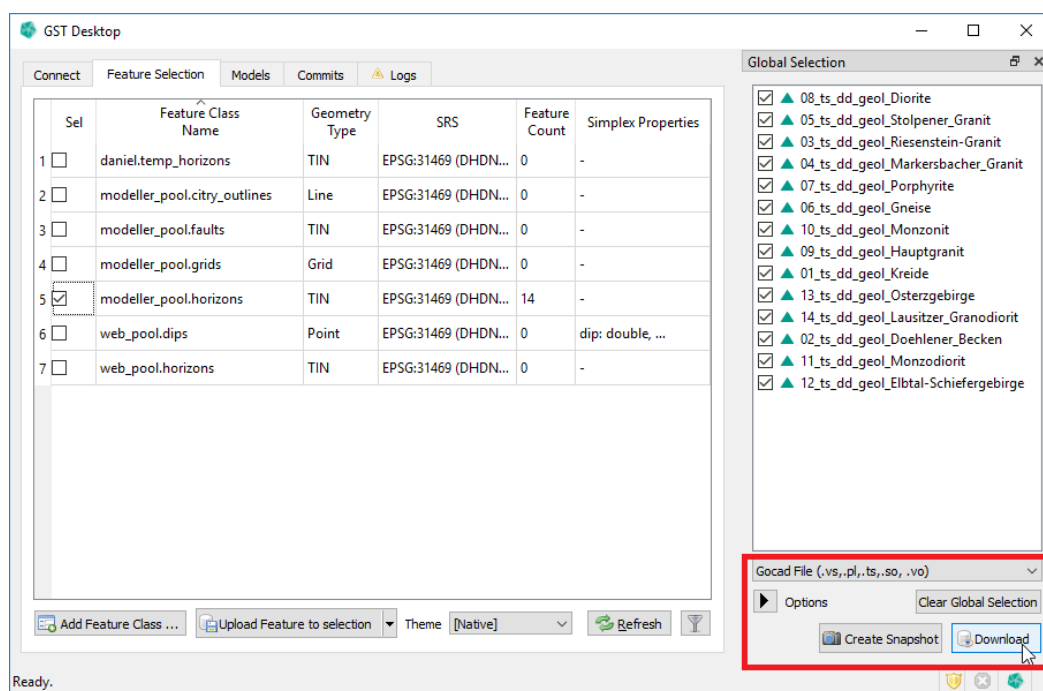 GST Desktop
Connect Feature Selection Models Commits Logs
Sel Feature Class Name Geometry Type SRS Feature Count Simplex Properties
1 daniel.temp_horizons TIN EPSG:31469 (DHDN... 0 -
2 modeller_pool.citry_outlines Line EPSG:31469 (DHDN... 0 -
3 modeller_pool.faults TIN EPSG:31469 (DHDN... 0 -
4 modeller_pool.grids Grid EPSG:31469 (DHDN... 0 -
5 modeller_pool.horizons TIN EPSG:31469 (DHDN... 14 -
6 web_pool.dips Point EPSG:31469 (DHDN... 0 dip: double, ...
7 web_pool.horizons TIN EPSG:31469 (DHDN... 0 -
Add Feature Class ... Upload Feature to selection Theme [Native] Refresh
Ready.
Global Selection
08_ts_dd_geol_Diorite
05_ts_dd_geol_Stolpener_Granit
03_ts_dd_geol_Riesenstein-Granit
04_ts_dd_geol_Markersbacher_Granit
07_ts_dd_geol_Porphyrite
06_ts_dd_geol_Gneise
10_ts_dd_geol_Monzonit
09_ts_dd_geol_Hauptgranit
01_ts_dd_geol_Kreide
13_ts_dd_geol_Osterzgebirge
14_ts_dd_geol_Lausitzer_Granodiorit
02_ts_dd_geol_Doehlener_Becken
11_ts_dd_geol_Monzodiorit
12_ts_dd_geol_Elbtal-Schiefergebirge
Gocad File (.vs,.pl,.ts,.so, .vo)
Options Clear Global Selection
Create Snapshot Download